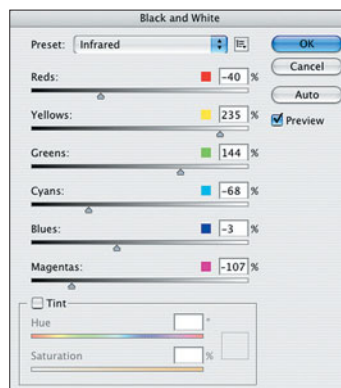 Black and White
Preset: Infrared
OK
Cancel
Auto
Preview
Reds: -40 %
Yellows: 235 %
Greens: 144 %
Cyans: -68 %
Blues: -3 %
Magentas: -107 %
Tint
Hue °
Saturation %